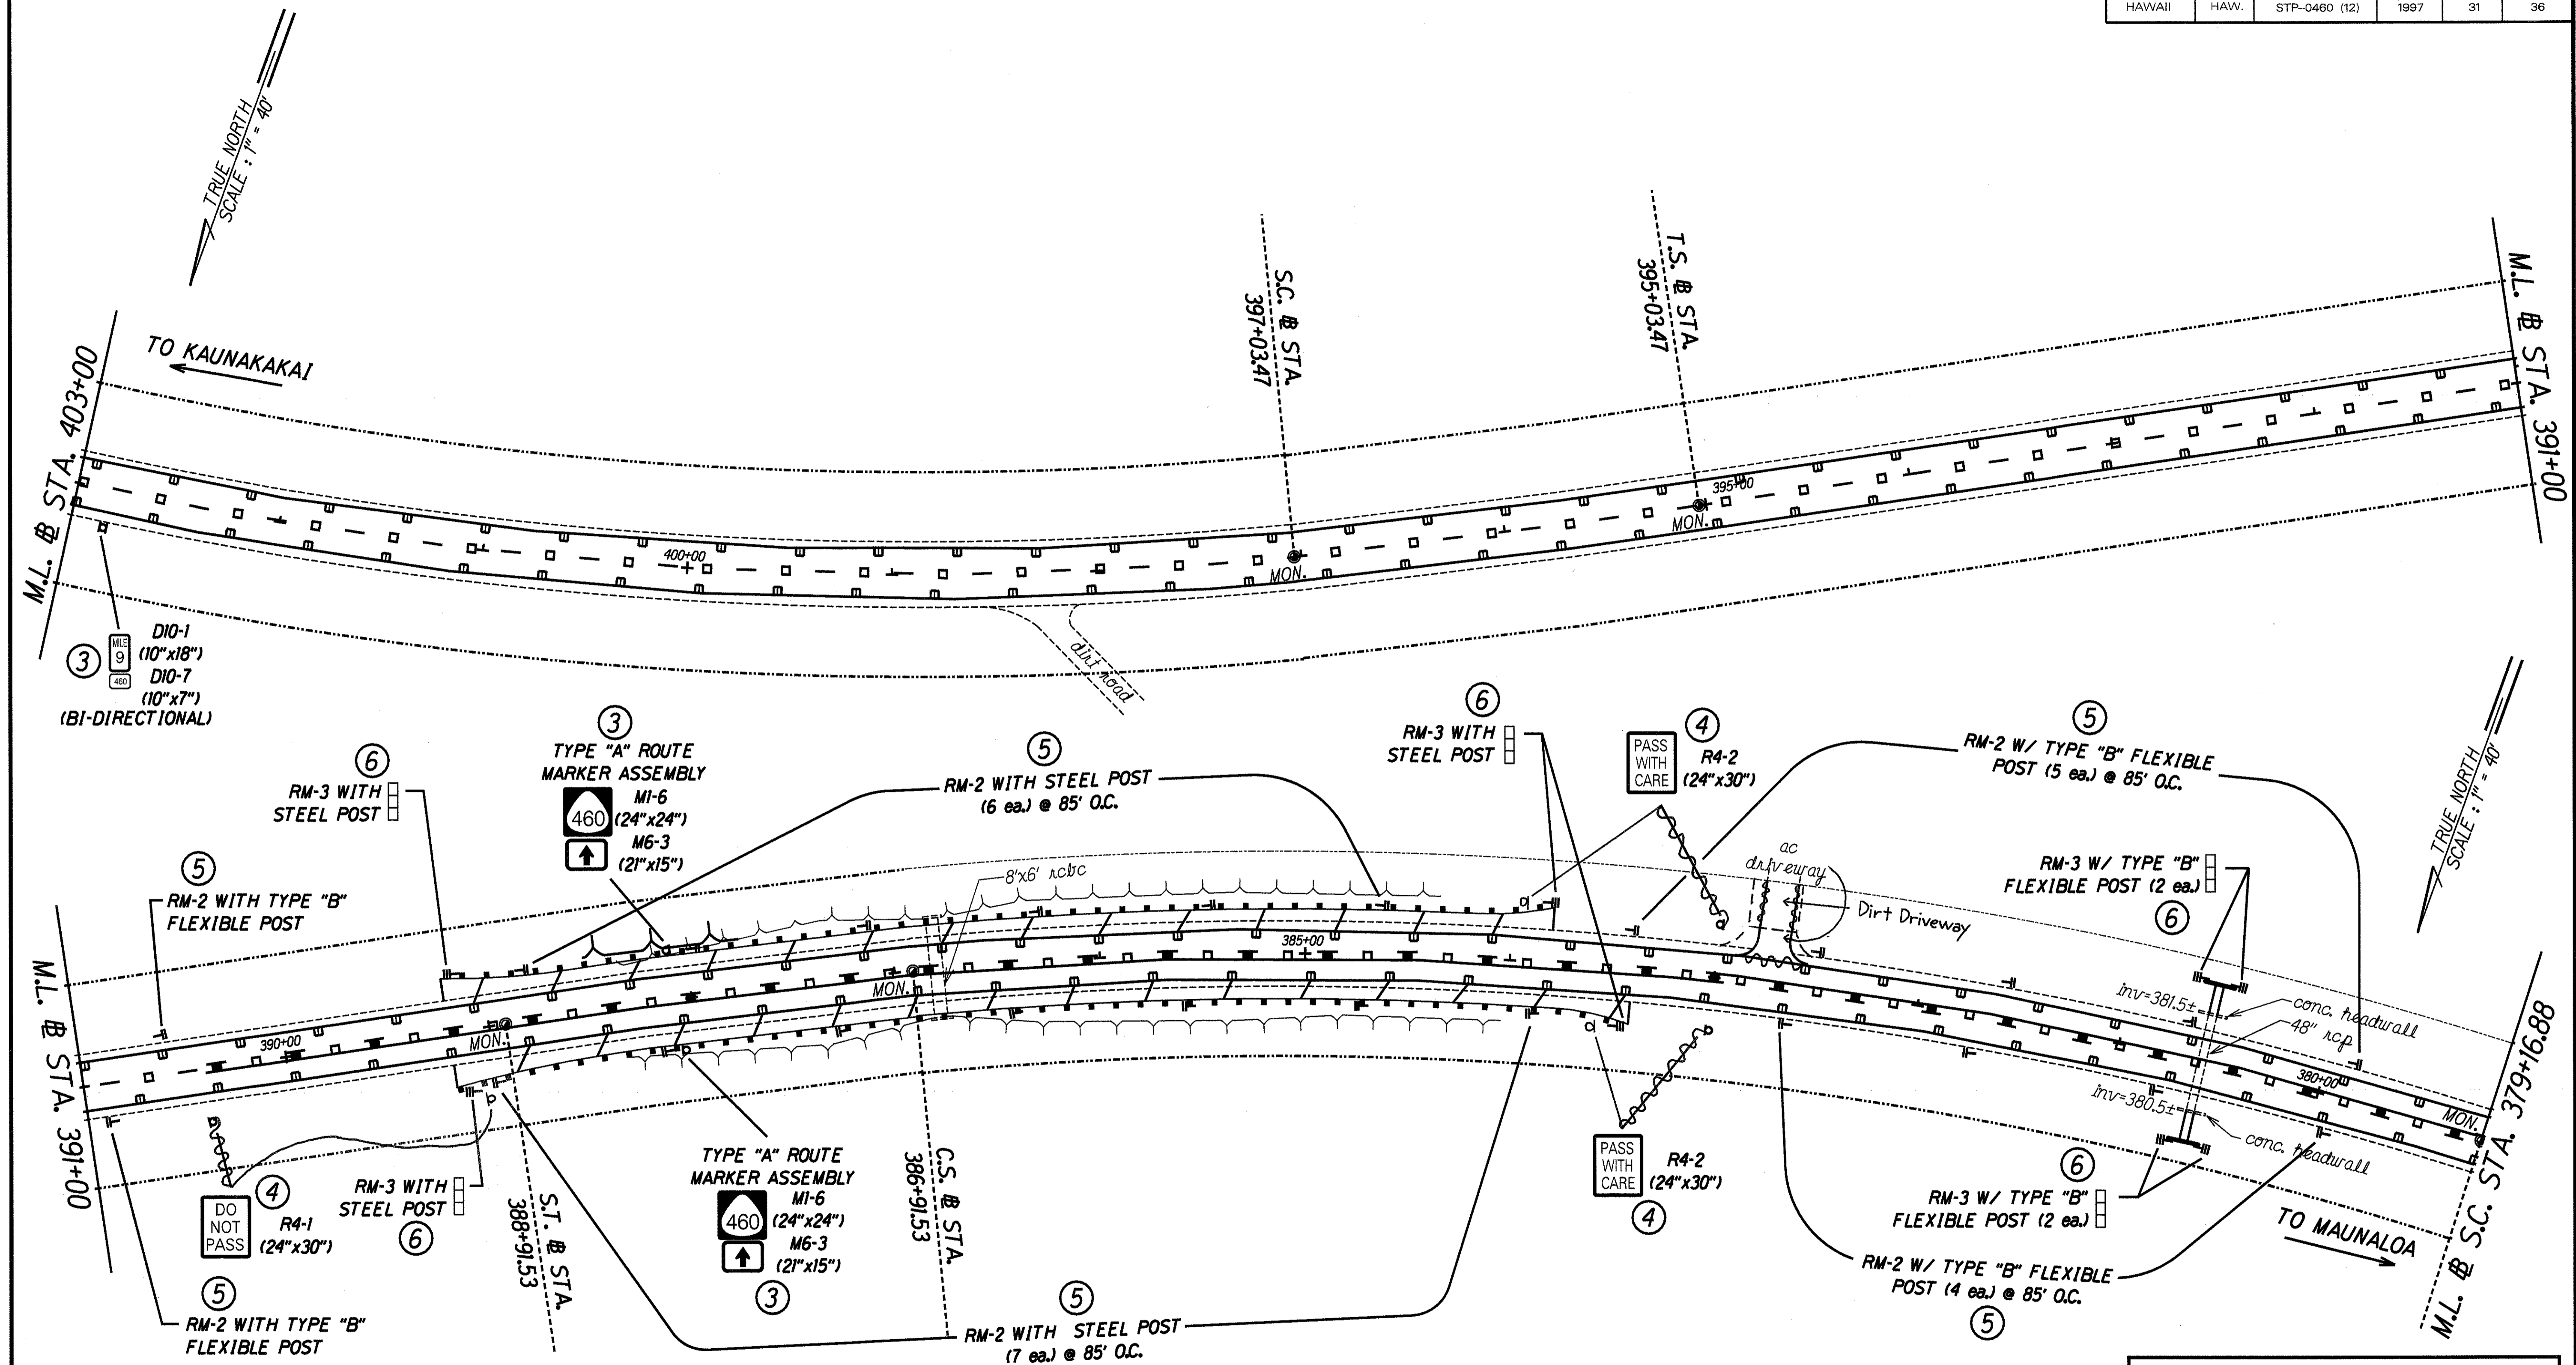 HAWAII HAW. STP-0460 (12) 1997 31 36
TRUE NORTH
SCALE : 1" = 40'
TO KAUNAKAKAI
M.L. B STA. 403+00
S.C. B STA.
397+03.47
T.S. B STA.
395+03.47
M.L. B STA. 391+00
400+00
MON.
395+00
MON.
dirt road
3
MILE
9
460
D10-1
(10"x18")
D10-7
(10"x7")
(BI-DIRECTIONAL)
6
RM-3 WITH
STEEL POST
3
TYPE "A" ROUTE
MARKER ASSEMBLY
460
M1-6
(24"x24")
M6-3
(21"x15")
5
RM-2 WITH STEEL POST
(6 ea.) @ 85' O.C.
6
RM-3 WITH
STEEL POST
4
PASS
WITH
CARE
R4-2
(24"x30")
5
RM-2 W/ TYPE "B" FLEXIBLE
POST (5 ea.) @ 85' O.C.
TRUE NORTH
SCALE : 1" = 40'
5
RM-2 WITH TYPE "B"
FLEXIBLE POST
8'x6' rcbc
ac
driveway
Dirt Driveway
RM-3 W/ TYPE "B"
FLEXIBLE POST (2 ea.)
6
M.L. B STA. 391+00
390+00
MON.
MON.
385+00
inv=381.5±
conc. headwall
48" rcp
380+00
MON.
inv=380.5±
conc. headwall
M.L. B S.C. STA. 379+16.88
4
DO
NOT
PASS
R4-1
(24"x30")
RM-3 WITH
STEEL POST
6
S.T. B STA.
388+91.53
TYPE "A" ROUTE
MARKER ASSEMBLY
460
M1-6
(24"x24")
M6-3
(21"x15")
3
C.S. B STA.
386+91.53
PASS
WITH
CARE
R4-2
(24"x30")
4
6
RM-3 W/ TYPE "B"
FLEXIBLE POST (2 ea.)
TO MAUNALOA
5
RM-2 WITH TYPE "B"
FLEXIBLE POST
5
RM-2 WITH STEEL POST
(7 ea.) @ 85' O.C.
RM-2 W/ TYPE "B" FLEXIBLE
POST (4 ea.) @ 85' O.C.
5